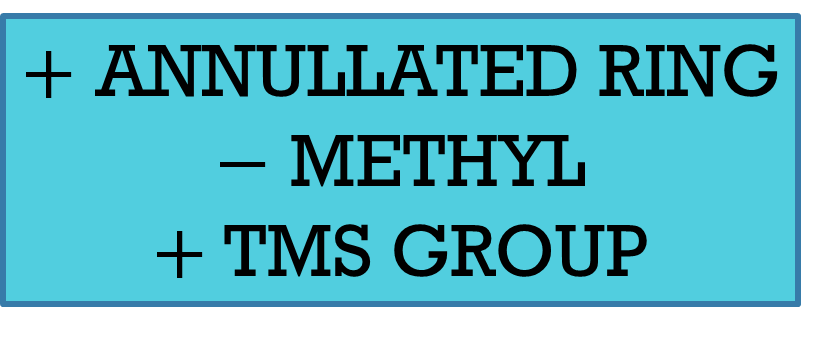 + ANNULLATED RING
− METHYL
+ TMS GROUP